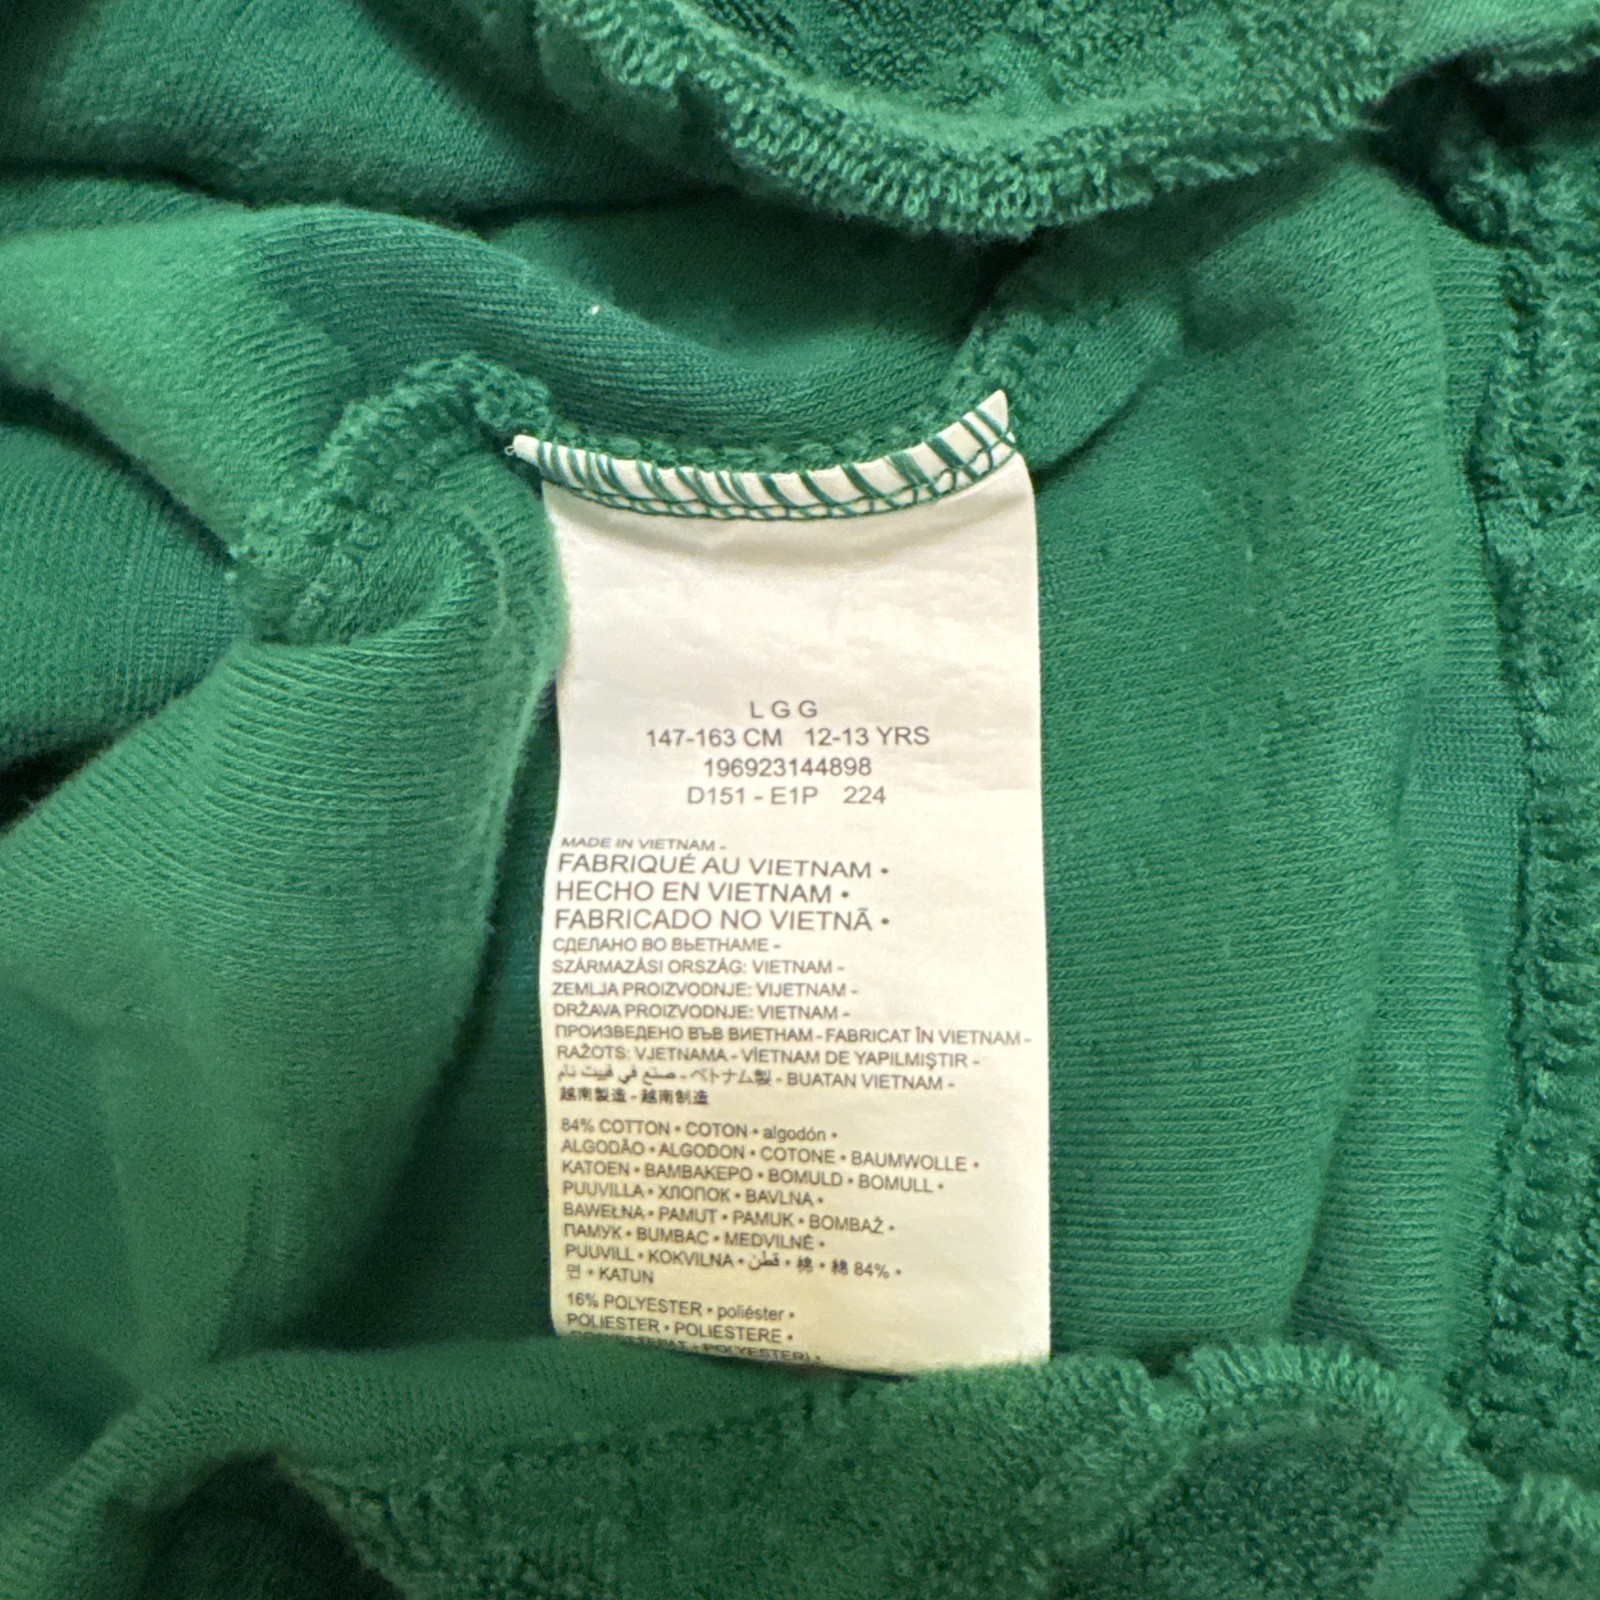 L G G
147-163 CM 12-13 YRS
196923144898
D151 - E1P 224
MADE IN VIETNAM -
FABRIQUÉ AU VIETNAM •
HECHO EN VIETNAM •
FABRICADO NO VIETNÃ •
СДЕЛАНО ВО ВЬЕТНАМЕ -
SZÁRMAZÁSI ORSZÁG: VIETNAM -
ZEMLJA PROIZVODNJE: VIJETNAM -
DRŽAVA PROIZVODNJE: VIETNAM -
ПРОИЗВЕДЕНО ВЪВ ВИЕТНАМ - FABRICAT ÎN VIETNAM -
RAŽOTS: VJETNAMA - VİETNAM DE YAPILMIŞTIR -
صنع في فييت نام - ベトナム製 - BUATAN VIETNAM -
越南製造 - 越南制造
84% COTTON • COTON • algodón •
ALGODÃO • ALGODON • COTONE • BAUMWOLLE •
KATOEN • ΒΑΜΒΑΚΕΡΟ • BOMULD • BOMULL •
PUUVILLA • ХЛОПОК • BAVLNA •
BAWEŁNA • PAMUT • PAMUK • BOMBAŽ •
ПАМУК • BUMBAC • MEDVILNĖ •
PUUVILL • KOKVILNA • قطن • 棉 • 綿 84% •
면 • KATUN
16% POLYESTER • poliéster •
POLIESTER • POLIESTERE •
POLYESTERI •